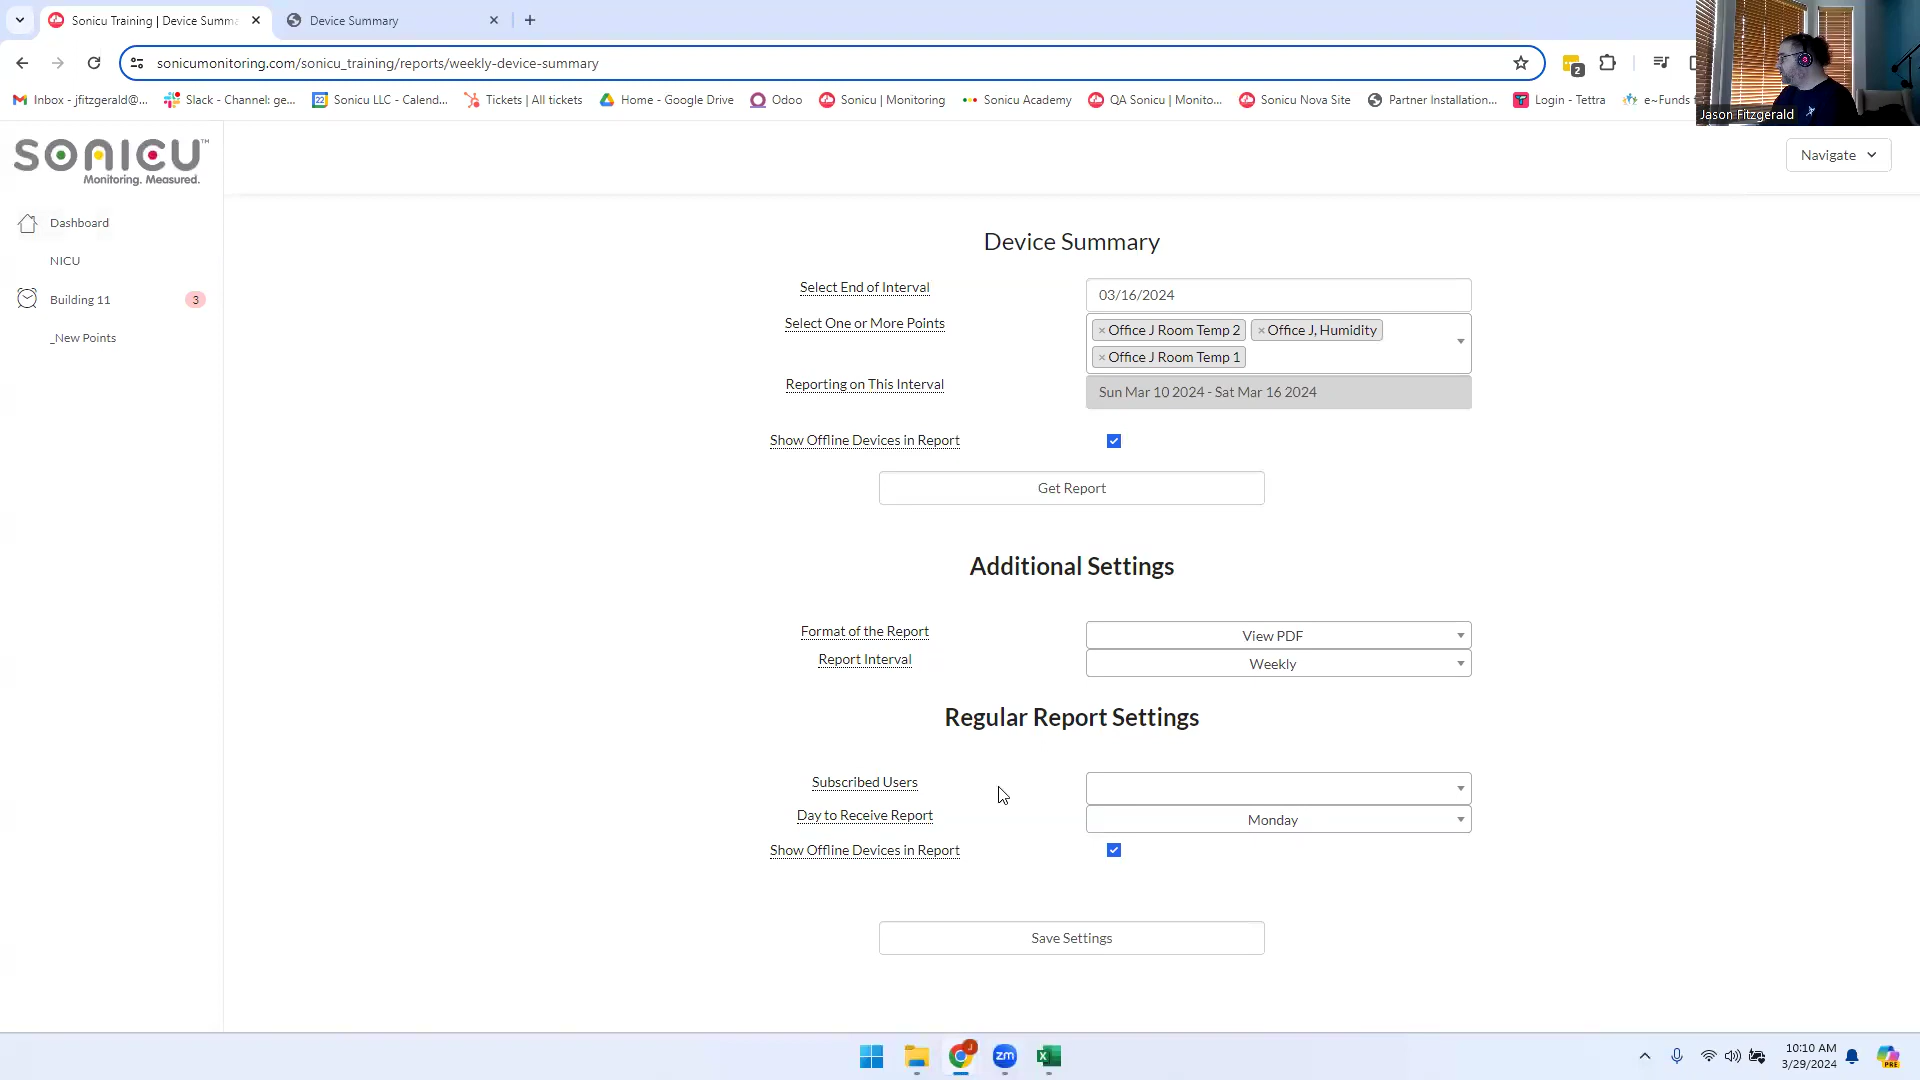 Sonicu Training | Device Summa
Device Summary
sonicumonitoring.com/sonicu_training/reports/weekly-device-summary
2
Inbox - jfitzgerald@...
Slack - Channel: ge...
22
Sonicu LLC - Calend...
Tickets | All tickets
Home - Google Drive
Odoo
Sonicu | Monitoring
Sonicu Academy
QA Sonicu | Monito...
Sonicu Nova Site
Partner Installation...
Login - Tettra
e~Funds f
Jason Fitzgerald
SONICU™
Monitoring. Measured.
Navigate
Dashboard
NICU
Building 11
3
_New Points
Device Summary
Select End of Interval
03/16/2024
Select One or More Points
× Office J Room Temp 2
× Office J, Humidity
× Office J Room Temp 1
Reporting on This Interval
Sun Mar 10 2024 - Sat Mar 16 2024
Show Offline Devices in Report
Get Report
Additional Settings
Format of the Report
View PDF
Report Interval
Weekly
Regular Report Settings
Subscribed Users
Day to Receive Report
Monday
Show Offline Devices in Report
Save Settings
J
zm
X
10:10 AM
3/29/2024
PRE